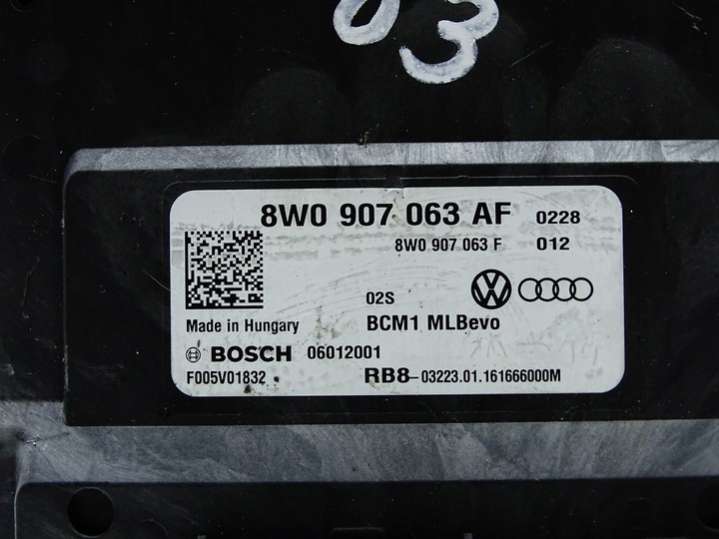 03
8W0 907 063 AF 0228
8W0 907 063 F 012
02S
Made in Hungary BCM1 MLBevo
BOSCH 06012001
F005V01832 RB8-03223.01.161666000M